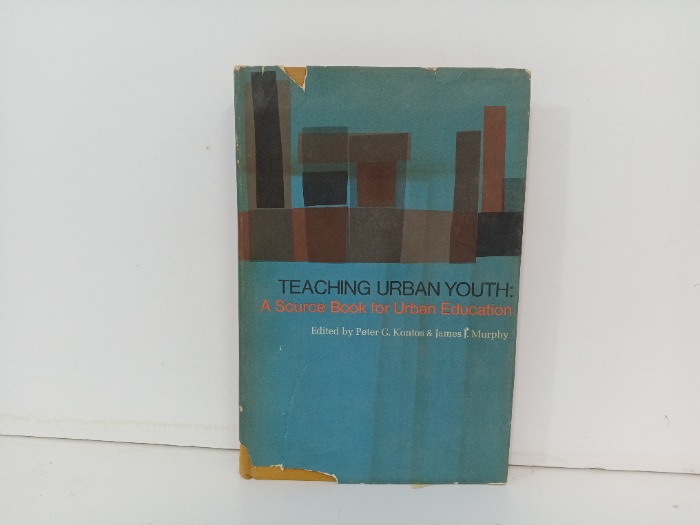 TEACHING URBAN YOUTH:
A Source Book for Urban Education
Edited by Peter G. Kontos & James J. Murphy